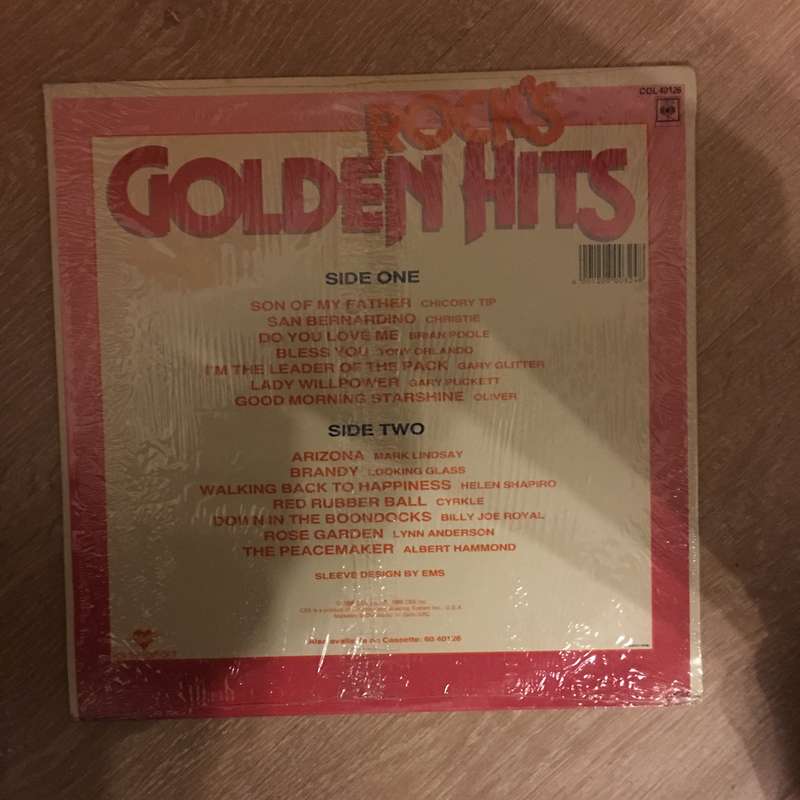 CDL 40126
CBS
ROCK'S
GOLDEN HITS
SIDE ONE
SON OF MY FATHER CHICORY TIP
SAN BERNARDINO CHRISTIE
DO YOU LOVE ME BRIAN POOLE
BLESS YOU TONY ORLANDO
I'M THE LEADER OF THE PACK GARY GLITTER
LADY WILLPOWER GARY PUCKETT
GOOD MORNING STARSHINE OLIVER
SIDE TWO
ARIZONA MARK LINDSAY
BRANDY LOOKING GLASS
WALKING BACK TO HAPPINESS HELEN SHAPIRO
RED RUBBER BALL CYRKLE
DOWN IN THE BOONDOCKS BILLY JOE ROYAL
ROSE GARDEN LYNN ANDERSON
THE PEACEMAKER ALBERT HAMMOND
SLEEVE DESIGN BY EMS
Also available on Cassette: 60 40126